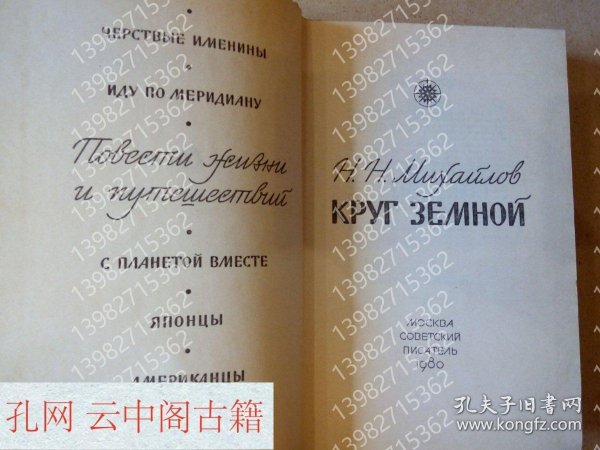 •
ЧЕРСТВЫЕ ИМЕНИНЫ
•
ИДУ ПО МЕРИДИАНУ
•
Повести жизни
и путешествий
•
С ПЛАНЕТОЙ ВМЕСТЕ
•
ЯПОНЦЫ
•
АМЕРИКАНЦЫ
Н. Н. Михайлов
КРУГ ЗЕМНОЙ
МОСКВА
СОВЕТСКИЙ
ПИСАТЕЛЬ
1980
13982715362
孔网 云中阁古籍
孔夫子旧书网
www.kongfz.com